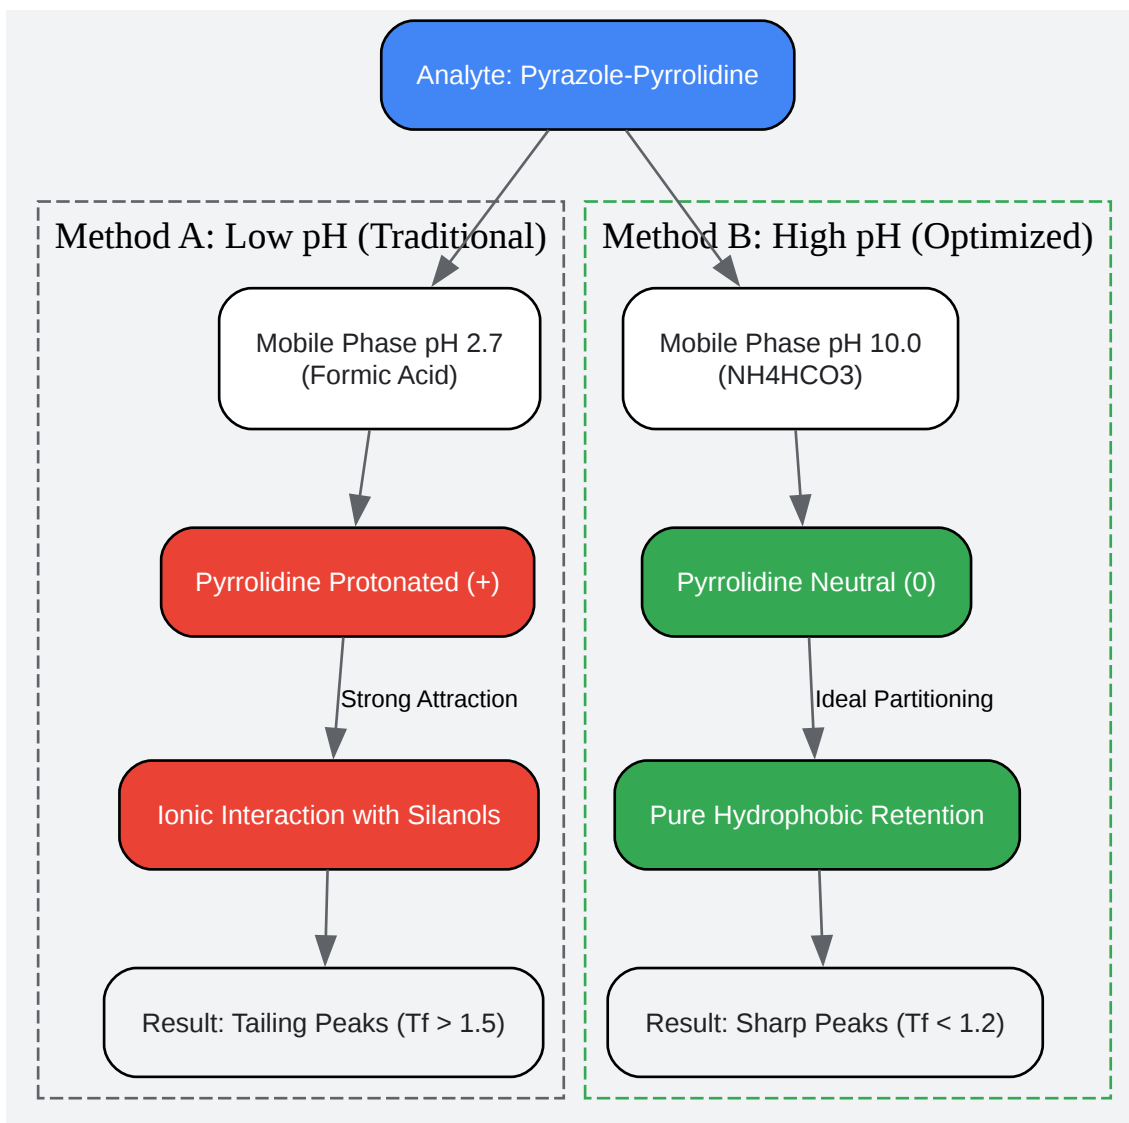 Analyte: Pyrazole-Pyrrolidine
Method A: Low pH (Traditional)
Mobile Phase pH 2.7
(Formic Acid)
Pyrrolidine Protonated (+)
Strong Attraction
Ionic Interaction with Silanols
Result: Tailing Peaks (Tf > 1.5)
Method B: High pH (Optimized)
Mobile Phase pH 10.0
(NH4HCO3)
Pyrrolidine Neutral (0)
Ideal Partitioning
Pure Hydrophobic Retention
Result: Sharp Peaks (Tf < 1.2)